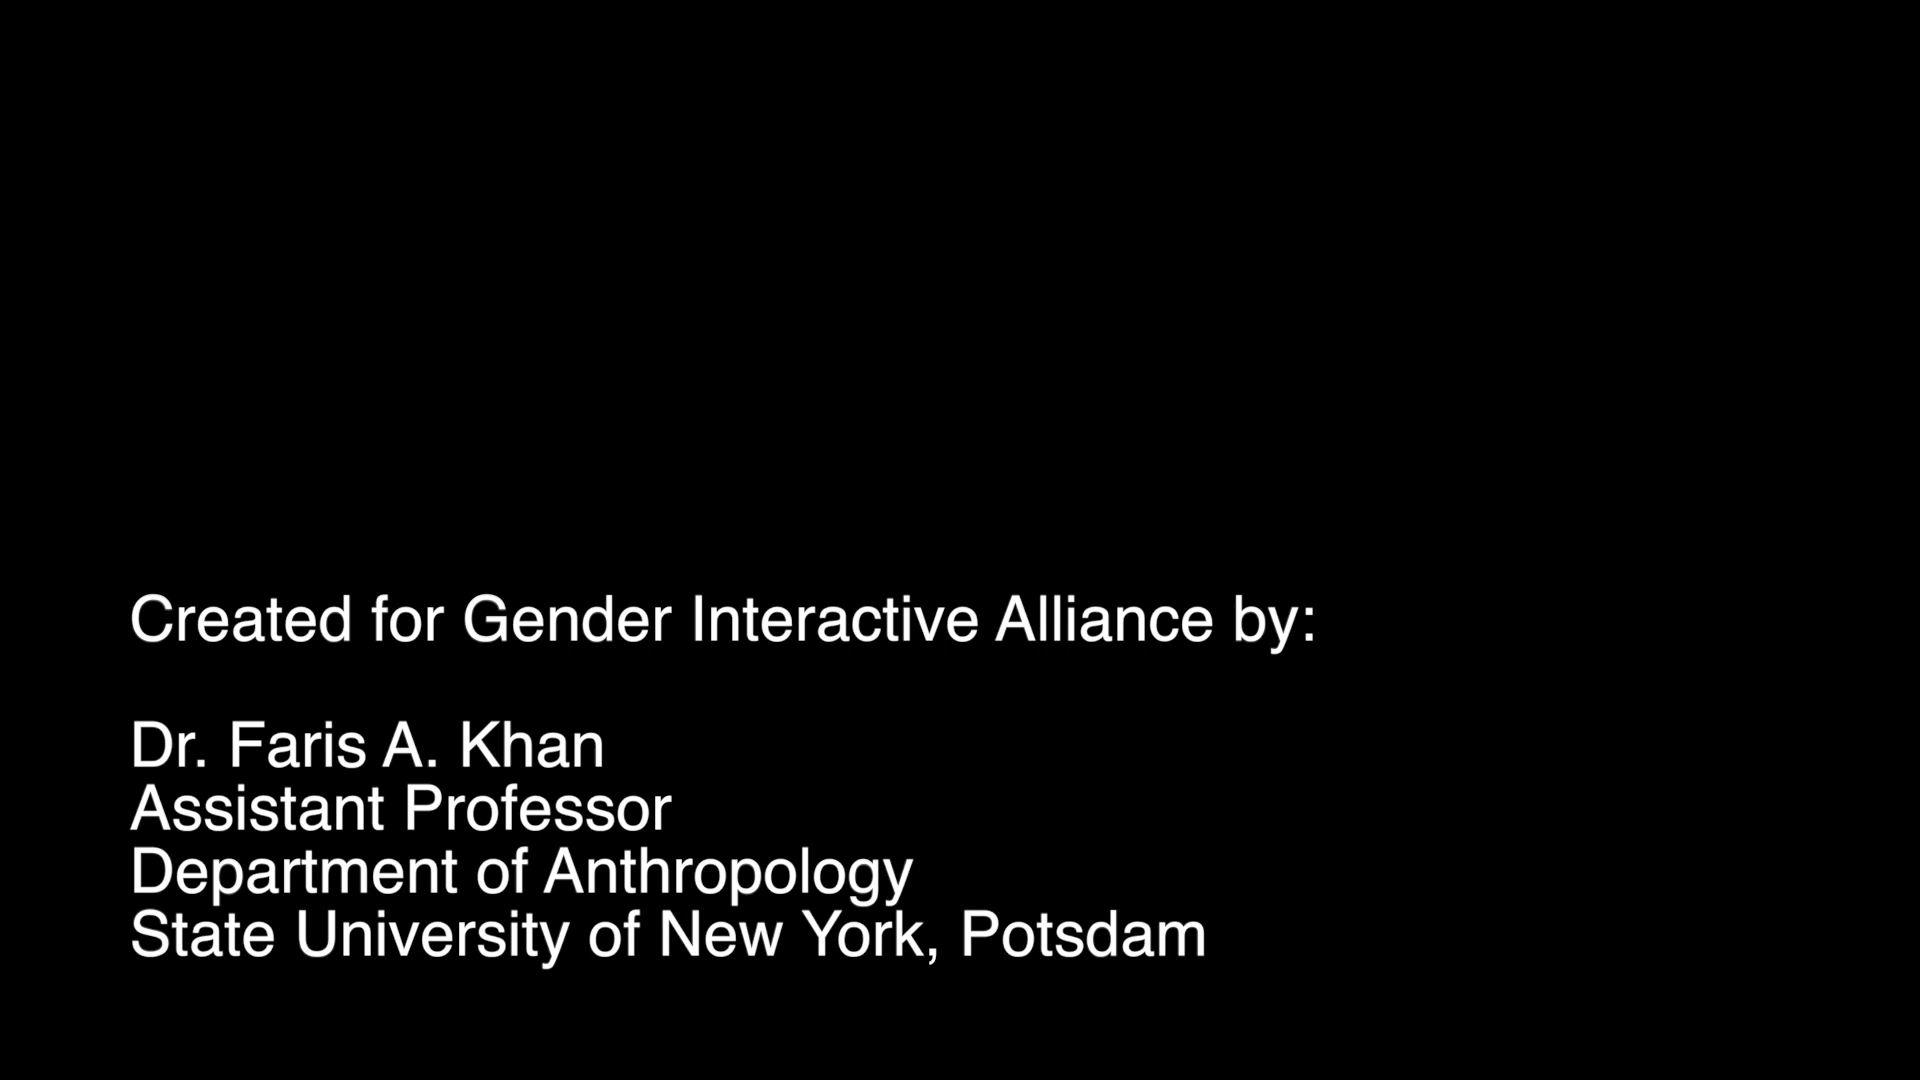 Created for Gender Interactive Alliance by:
Dr. Faris A. Khan
Assistant Professor
Department of Anthropology
State University of New York, Potsdam